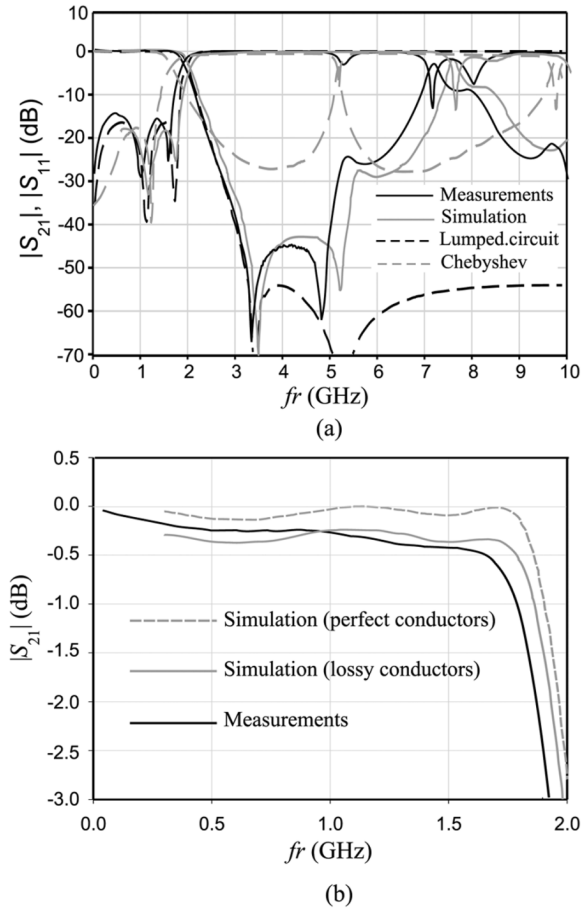 10
0
-10
-20
-30
-40
-50
-60
-70
|S21|, |S11| (dB)
Measurements
Simulation
Lumped.circuit
Chebyshev
0 1 2 3 4 5 6 7 8 9 10
fr (GHz)
(a)
0.5
0.0
-0.5
-1.0
-1.5
-2.0
-2.5
-3.0
|S21| (dB)
Simulation (perfect conductors)
Simulation (lossy conductors)
Measurements
0.0 0.5 1.0 1.5 2.0
fr (GHz)
(b)